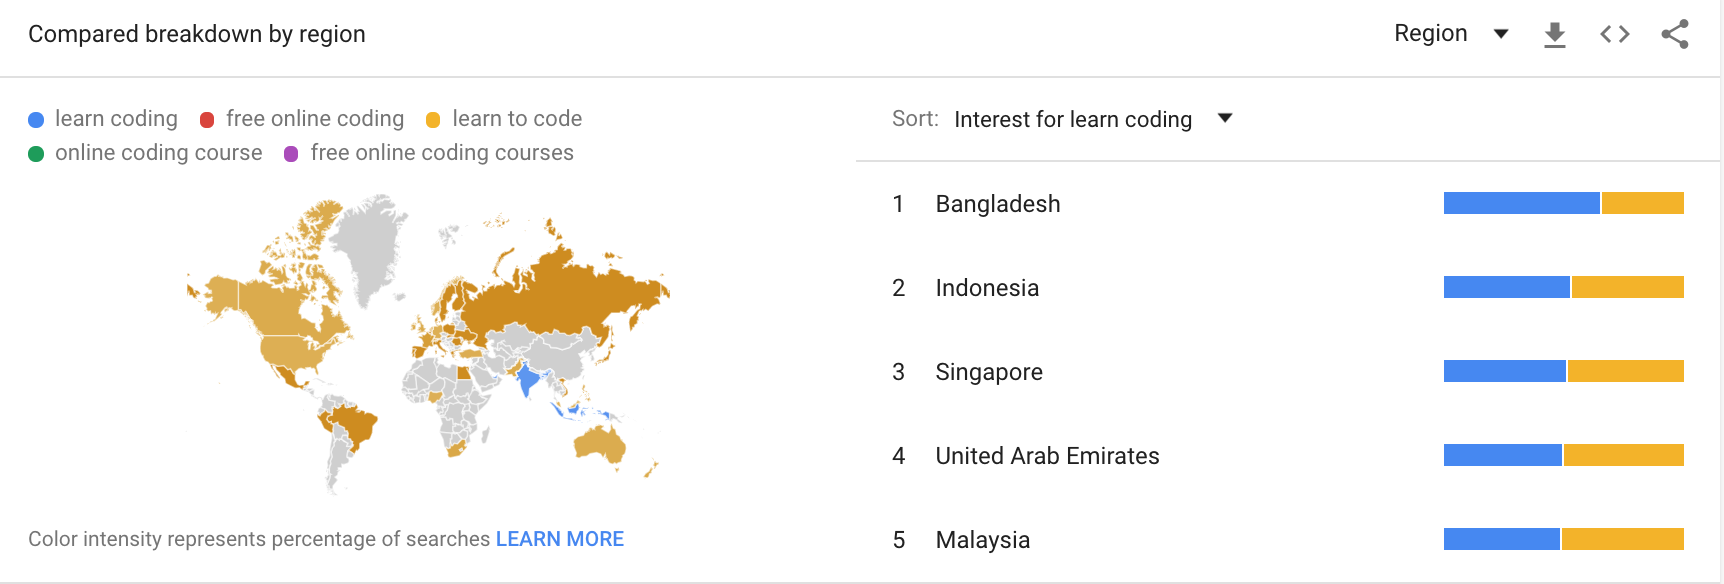 Compared breakdown by region
Region
learn coding free online coding learn to code
online coding course free online coding courses
Sort: Interest for learn coding
1 Bangladesh
2 Indonesia
3 Singapore
4 United Arab Emirates
5 Malaysia
Color intensity represents percentage of searches LEARN MORE